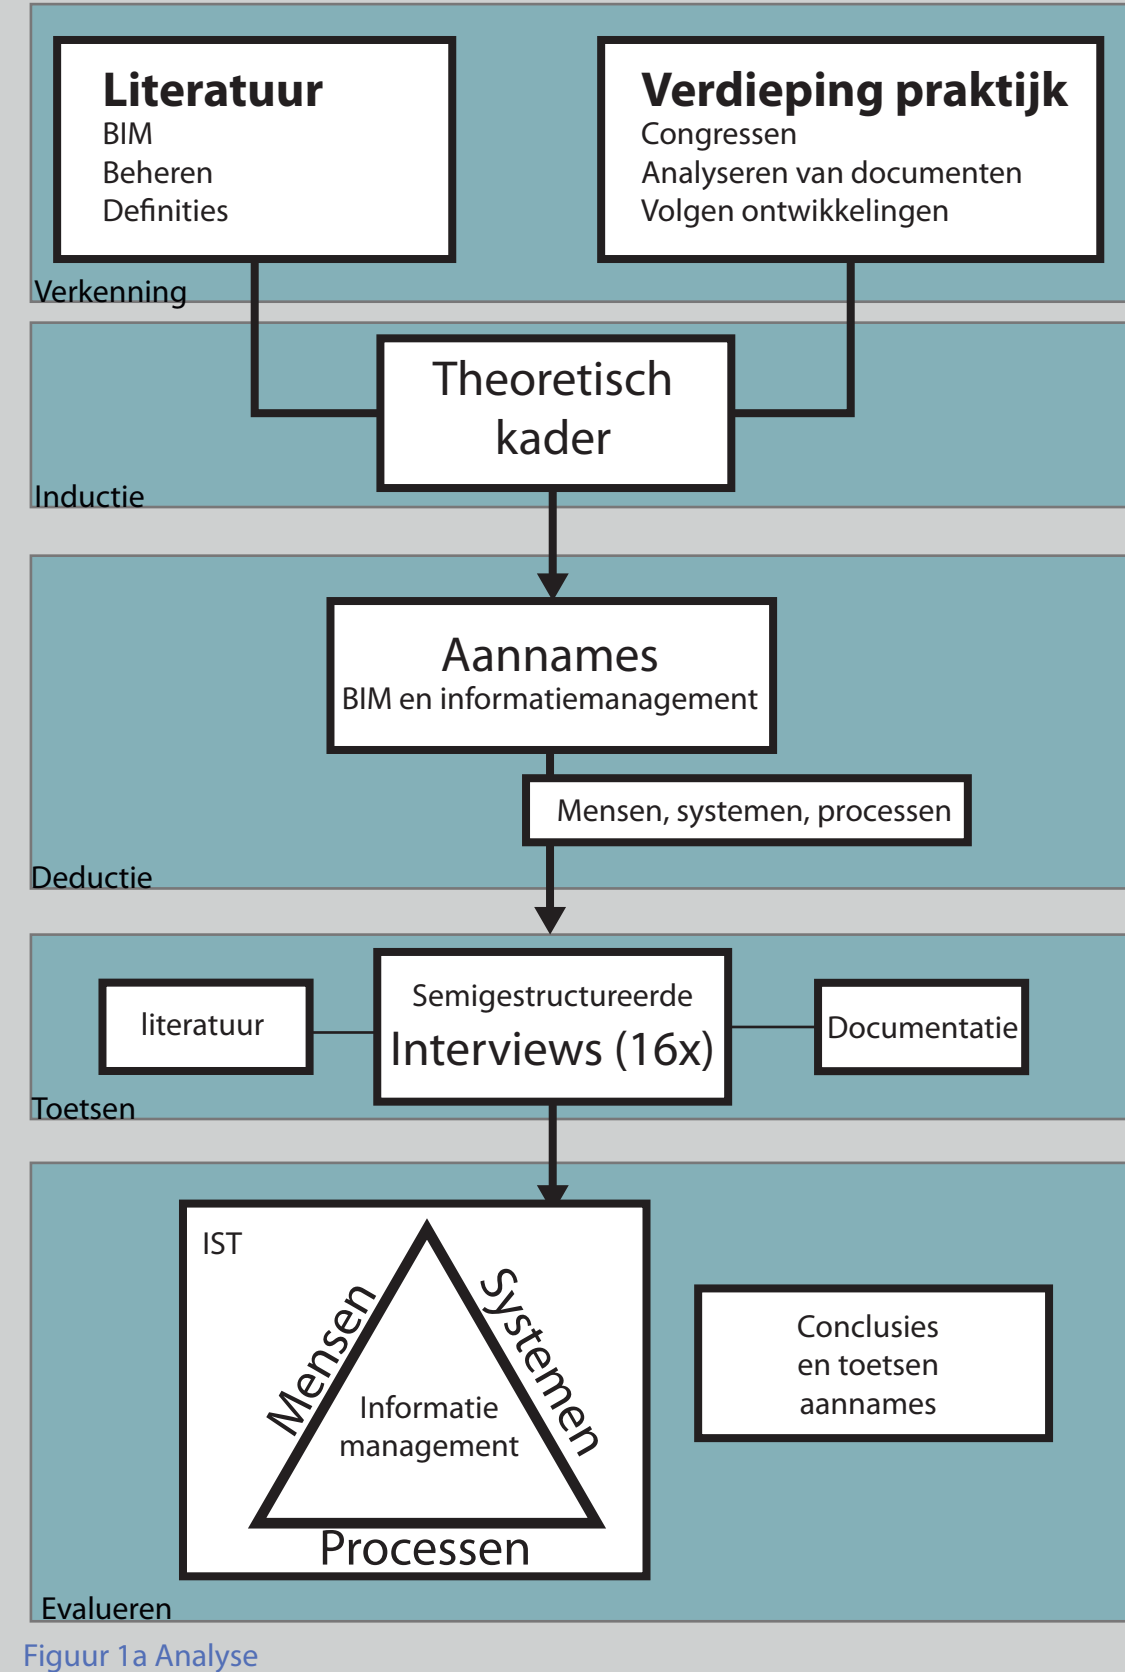 Literatuur
BIM
Beheren
Definities
Verdieping praktijk
Congressen
Analyseren van documenten
Volgen ontwikkelingen
Verkenning
Theoretisch
kader
Inductie
Aannames
BIM en informatiemanagement
Mensen, systemen, processen
Deductie
literatuur
Semigestructureerde
Interviews (16x)
Documentatie
Toetsen
IST
Mensen
Systemen
Informatie
management
Processen
Conclusies
en toetsen
aannames
Evalueren
Figuur 1a Analyse